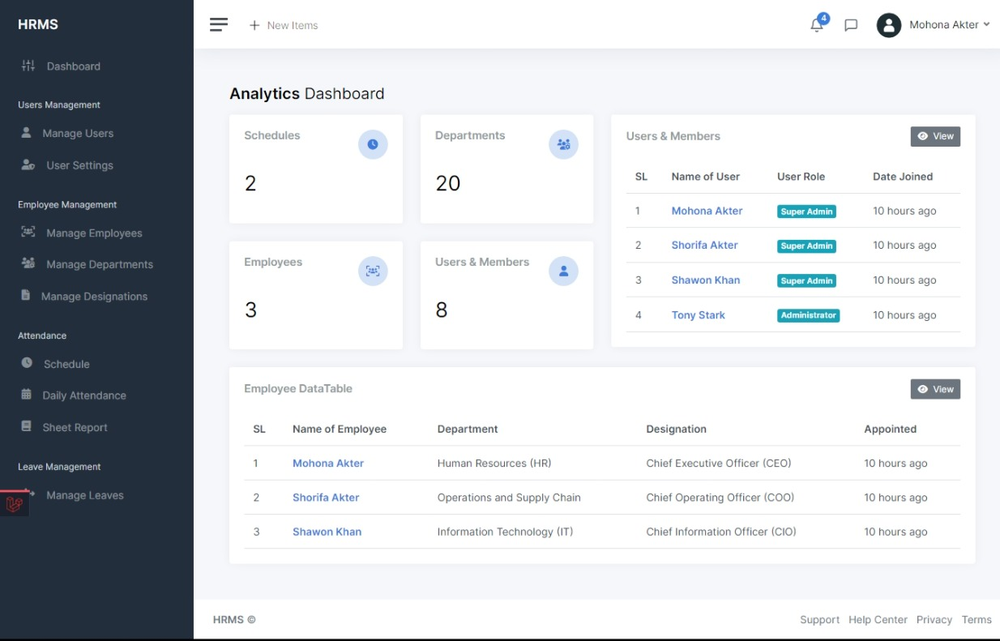 HRMS
Dashboard
Users Management
Manage Users
User Settings
Employee Management
Manage Employees
Manage Departments
Manage Designations
Attendance
Schedule
Daily Attendance
Sheet Report
Leave Management
Manage Leaves
New Items
4
Mohona Akter
Analytics Dashboard
Schedules
2
Departments
20
Employees
3
Users & Members
8
Users & Members View
SL Name of User User Role Date Joined
1 Mohona Akter Super Admin 10 hours ago
2 Shorifa Akter Super Admin 10 hours ago
3 Shawon Khan Super Admin 10 hours ago
4 Tony Stark Administrator 10 hours ago
Employee DataTable View
SL Name of Employee Department Designation Appointed
1 Mohona Akter Human Resources (HR) Chief Executive Officer (CEO) 10 hours ago
2 Shorifa Akter Operations and Supply Chain Chief Operating Officer (COO) 10 hours ago
3 Shawon Khan Information Technology (IT) Chief Information Officer (CIO) 10 hours ago
HRMS ©
Support Help Center Privacy Terms